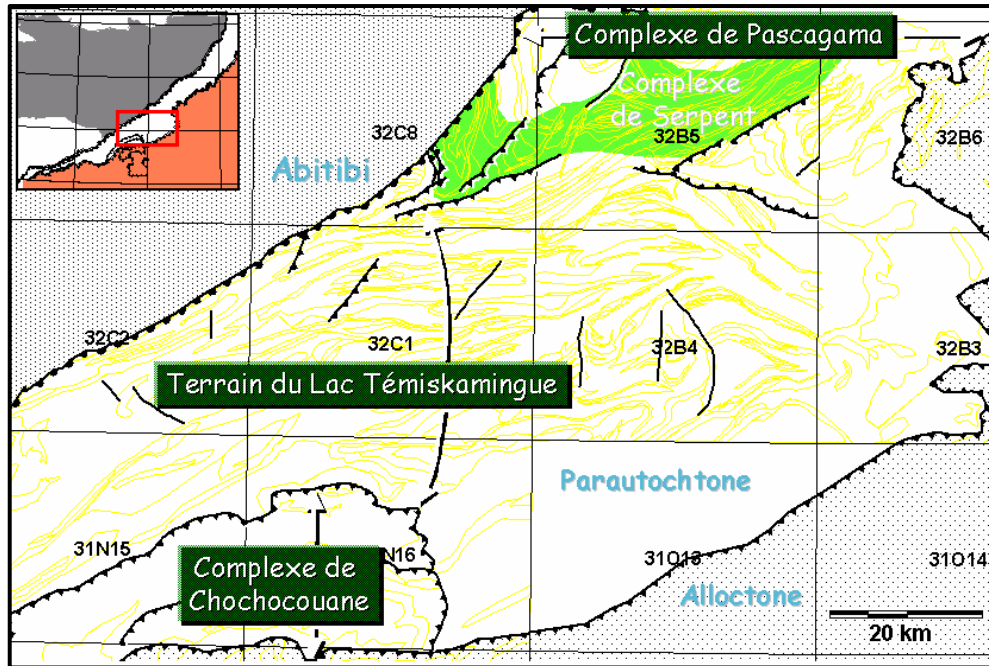 Complexe de Pascagama
Complexe
de Serpent
32C8
32B5
32B6
Abitibi
32C2
32C1
32B4
32B3
Terrain du Lac Témiskamingue
Parautochtone
31N15
N16
31O13
31O14
Complexe de
Chochocouane
Alloctone
20 km